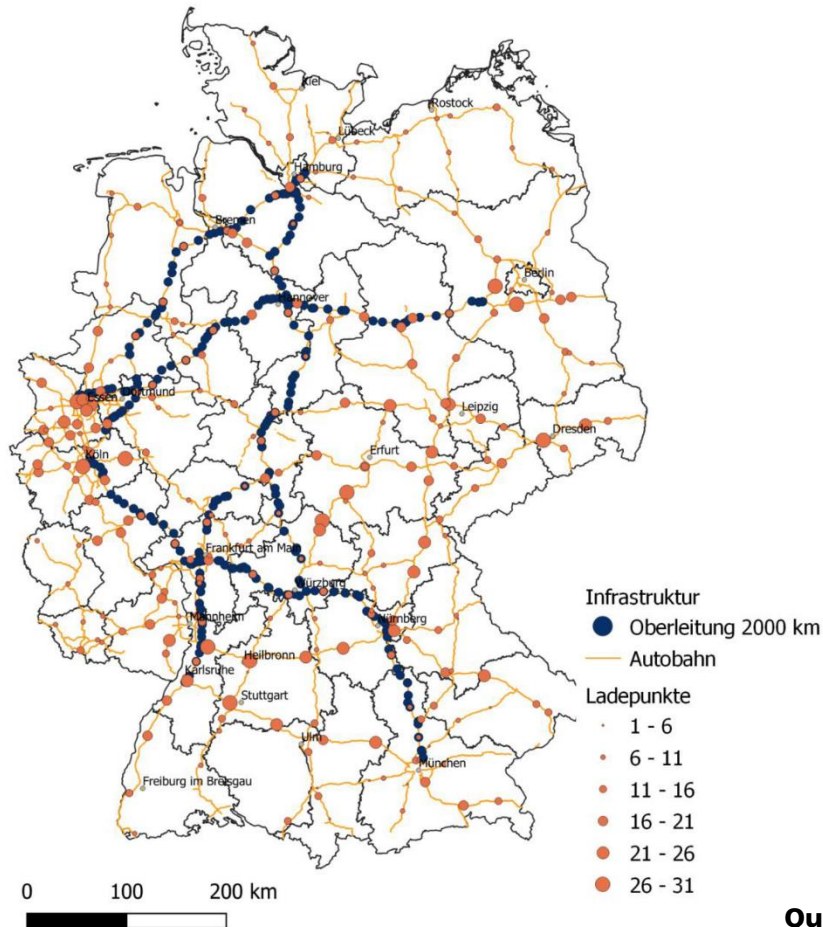 Kiel
Rostock
Lübeck
Hamburg
Bremen
Berlin
Hannover
Dortmund
Essen
Leipzig
Dresden
Köln
Erfurt
Frankfurt am Main
Würzburg
Mannheim
Nürnberg
Heilbronn
Karlsruhe
Stuttgart
Ulm
München
Freiburg im Breisgau
Infrastruktur
Oberleitung 2000 km
Autobahn
Ladepunkte
1 - 6
6 - 11
11 - 16
16 - 21
21 - 26
26 - 31
0 100 200 km
Qu